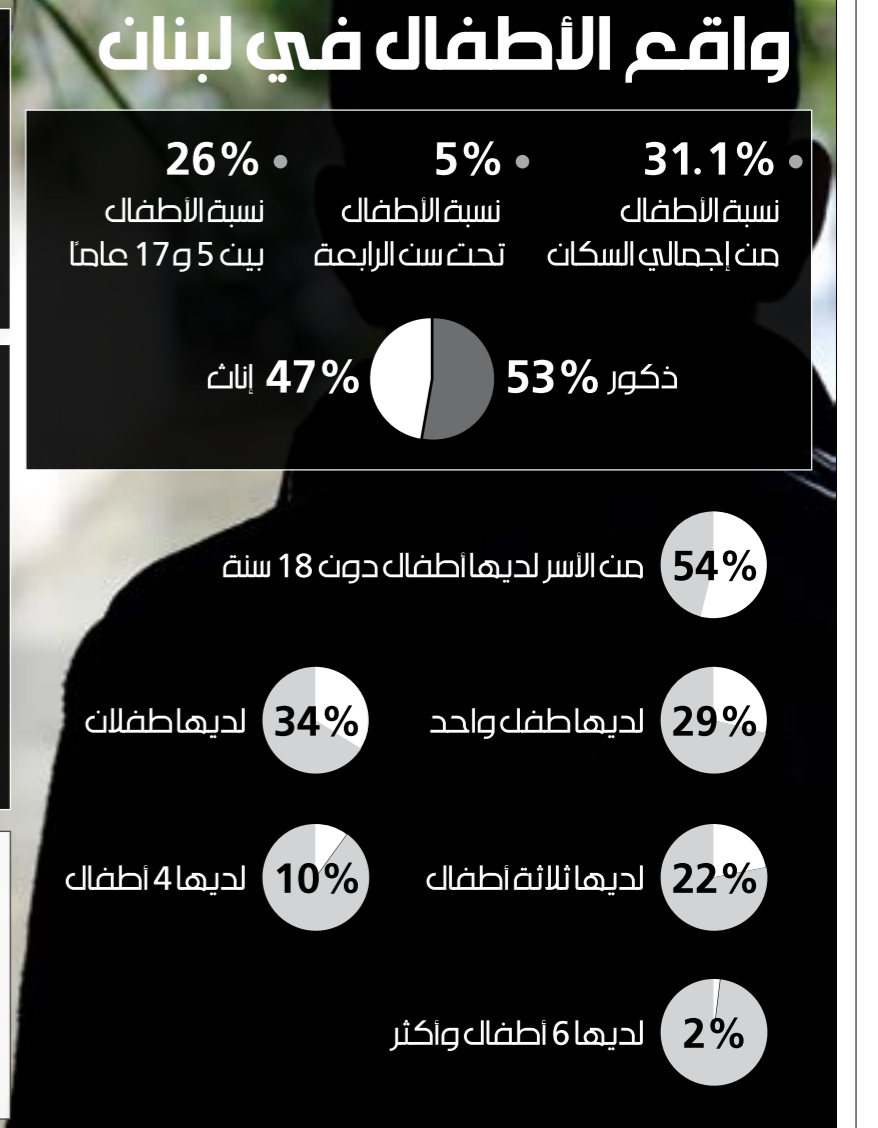 واقع الأطفال في لبنان
31.1%
نسبة الأطفال
من إجمالي السكان
5%
نسبة الأطفال
تحت سن الرابعة
26%
نسبة الأطفال
بين 5 و17 عامًا
ذكور 53%
47% إناث
54% من الأسر لديها أطفال دون 18 سنة
29% لديها طفل واحد
34% لديها طفلان
22% لديها ثلاثة أطفال
10% لديها 4 أطفال
2% لديها 6 أطفال وأكثر